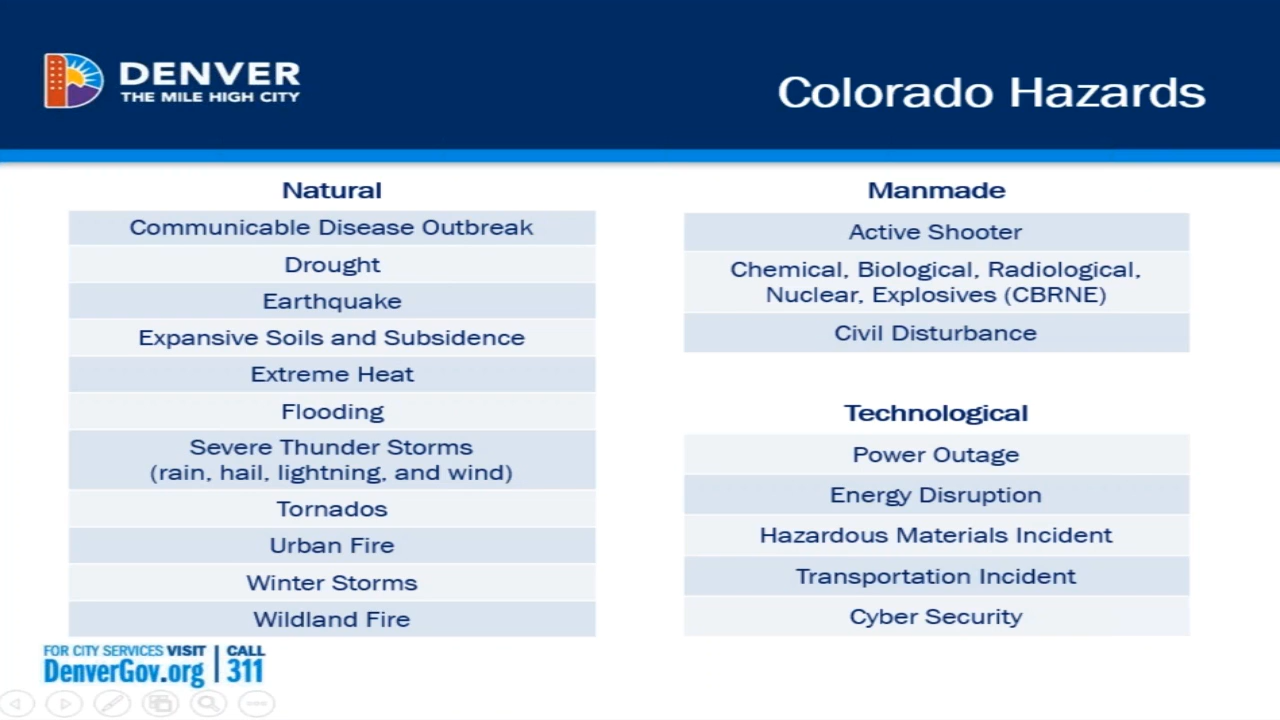 DENVER
THE MILE HIGH CITY
Colorado Hazards
Natural
Communicable Disease Outbreak
Drought
Earthquake
Expansive Soils and Subsidence
Extreme Heat
Flooding
Severe Thunder Storms
(rain, hail, lightning, and wind)
Tornados
Urban Fire
Winter Storms
Wildland Fire
Manmade
Active Shooter
Chemical, Biological, Radiological,
Nuclear, Explosives (CBRNE)
Civil Disturbance
Technological
Power Outage
Energy Disruption
Hazardous Materials Incident
Transportation Incident
Cyber Security
FOR CITY SERVICES VISIT | CALL
DenverGov.org | 311